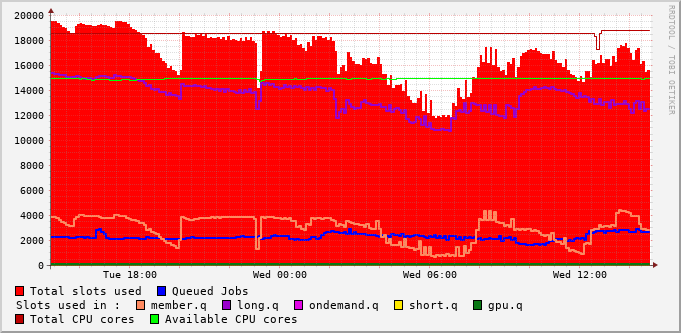 20000
18000
16000
14000
12000
10000
8000
6000
4000
2000
0
Tue 18:00 Wed 00:00 Wed 06:00 Wed 12:00
RRDTOOL / TOBI OETIKER
Total slots used Queued Jobs
Slots used in : member.q long.q ondemand.q short.q gpu.q
Total CPU cores Available CPU cores